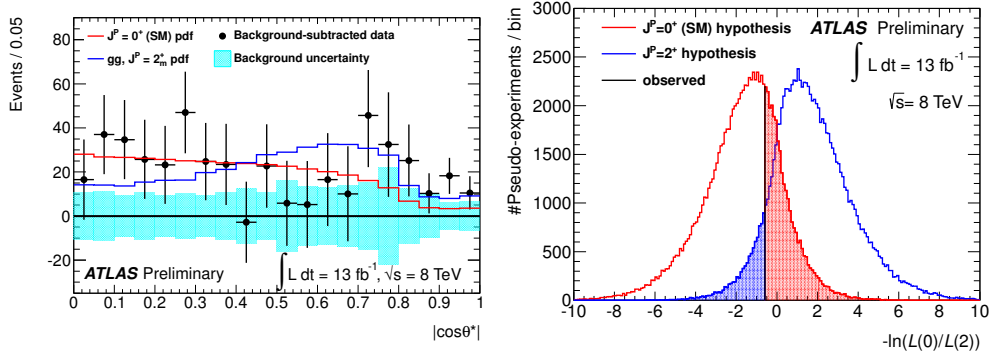 Events / 0.05
80
60
40
20
0
-20
J^P = 0^+ (SM) pdf
Background-subtracted data
gg, J^P = 2^+_m pdf
Background uncertainty
ATLAS Preliminary
∫ L dt = 13 fb^-1, √s = 8 TeV
0 0.1 0.2 0.3 0.4 0.5 0.6 0.7 0.8 0.9 1
|cosθ*|
#Pseudo-experiments / bin
3000
2500
2000
1500
1000
500
0
J^P=0^+ (SM) hypothesis
J^P=2^+ hypothesis
observed
ATLAS Preliminary
∫ L dt = 13 fb^-1
√s= 8 TeV
-10 -8 -6 -4 -2 0 2 4 6 8 10
-ln(L(0)/L(2))